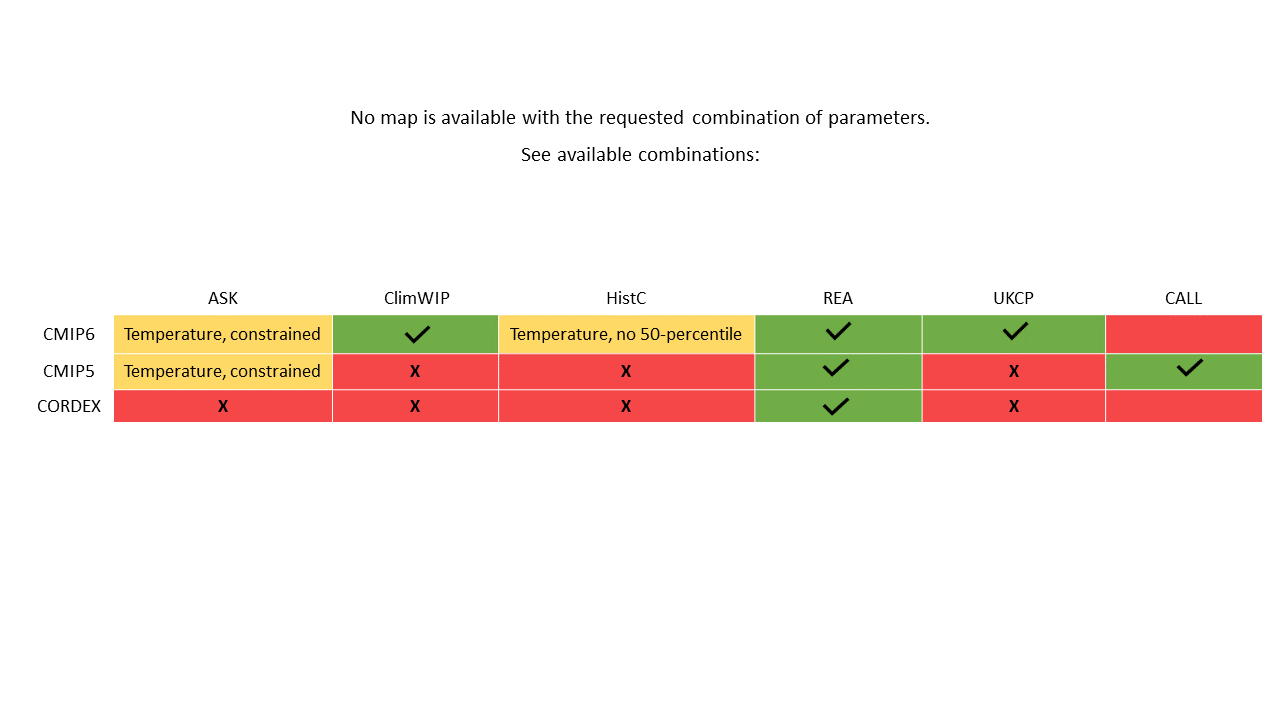 No map is available with the requested combination of parameters.
See available combinations:
ASK ClimWIP HistC REA UKCP CALL
CMIP6 Temperature, constrained ✓ Temperature, no 50-percentile ✓ ✓
CMIP5 Temperature, constrained X X ✓ X ✓
CORDEX X X X ✓ X